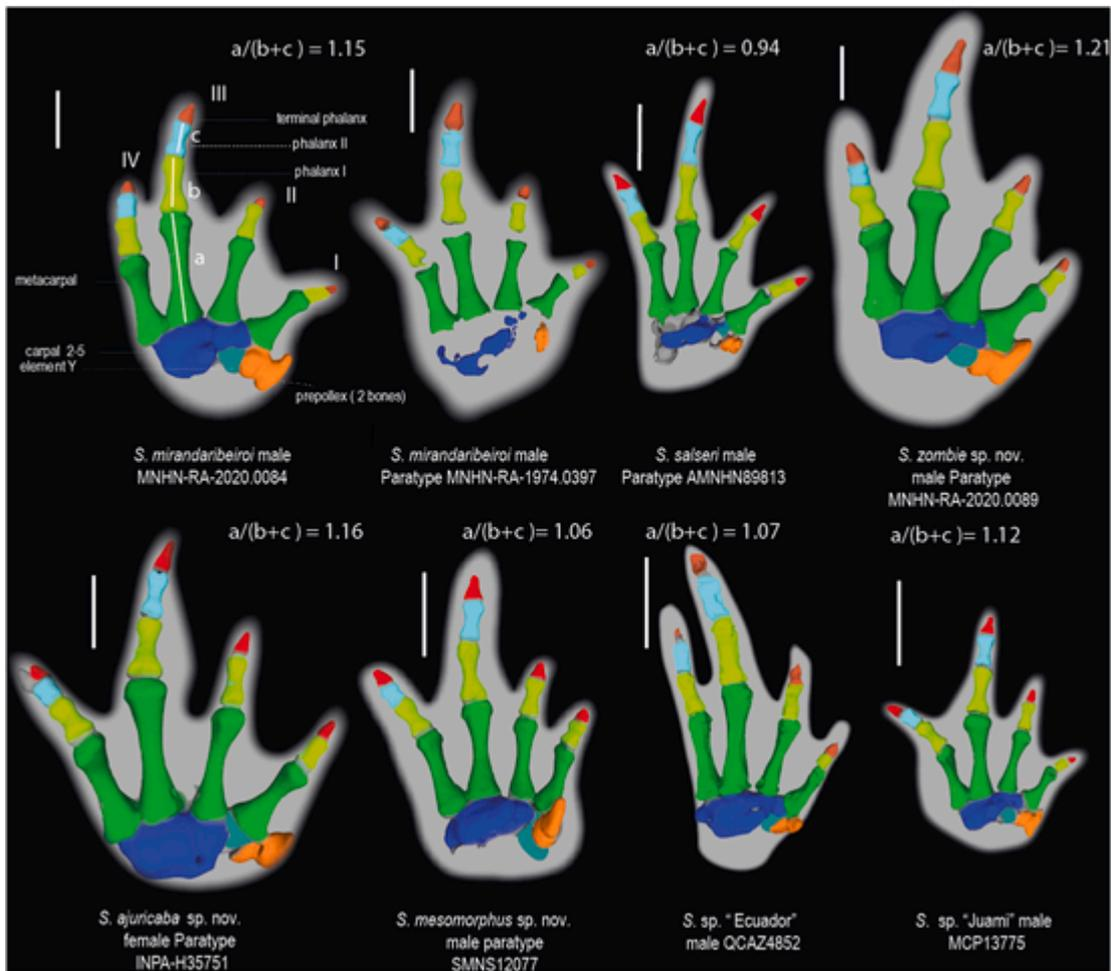 a/(b+c ) = 1.15
a/(b+c ) = 0.94
a/(b+c ) = 1.21
III
terminal phalanx
c
phalanx II
IV
phalanx I
b
II
a
I
metacarpal
carpal 2-5
element Y
prepollex ( 2 bones)
S. mirandaribeiroi male
MNHN-RA-2020.0084
S. mirandaribeiroi male
Paratype MNHN-RA-1974.0397
S. salseri male
Paratype AMNHN89813
S. zombie sp. nov.
male Paratype
MNHN-RA-2020.0089
a/(b+c ) = 1.16
a/(b+c )= 1.06
a/(b+c ) = 1.07
a/(b+c )= 1.12
S. ajuricaba sp. nov.
female Paratype
INPA-H35751
S. mesomorphus sp. nov.
male paratype
SMNS12077
S. sp. “ Ecuador”
male QCAZ4852
S. sp. “Juami” male
MCP13775